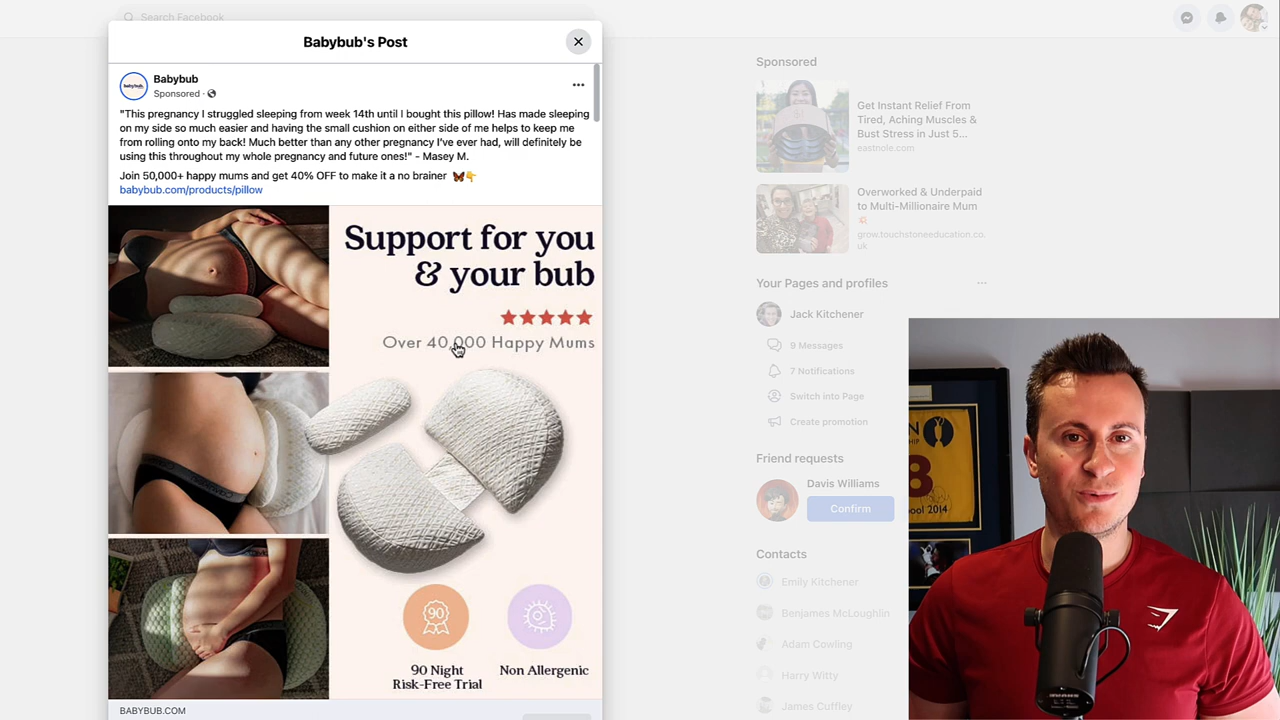 Search Facebook
Babybub's Post
Babybub
Sponsored ·
"This pregnancy I struggled sleeping from week 14th until I bought this pillow! Has made sleeping
on my side so much easier and having the small cushion on either side of me helps to keep me
from rolling onto my back! Much better than any other pregnancy I've ever had, will definitely be
using this throughout my whole pregnancy and future ones!" - Masey M.
Join 50,000+ happy mums and get 40% OFF to make it a no brainer 🦋👇
babybub.com/products/pillow
Support for you
& your bub
Over 40,000 Happy Mums
90
90 Night
Risk-Free Trial
Non Allergenic
BABYBUB.COM
Sponsored
Get Instant Relief From
Tired, Aching Muscles &
Bust Stress in Just 5...
eastnole.com
Overworked & Underpaid
to Multi-Millionaire Mum
💥
grow.touchstoneeducation.co.
uk
Your Pages and profiles
Jack Kitchener
9 Messages
7 Notifications
Switch into Page
Create promotion
Friend requests
Davis Williams
Confirm
Contacts
Emily Kitchener
Benjames McLoughlin
Adam Cowling
Harry Witty
James Cuffley